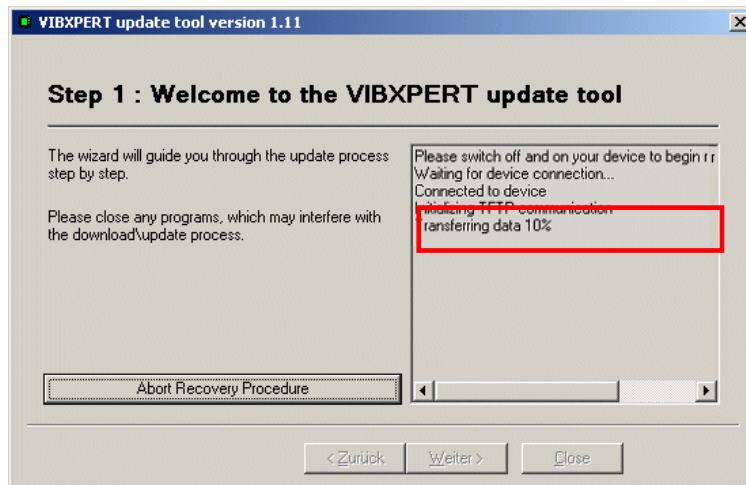 VIBXPERT update tool version 1.11
Step 1 : Welcome to the VIBXPERT update tool
The wizard will guide you through the update process
step by step.
Please close any programs, which may interfere with
the download\update process.
Please switch off and on your device to begin r
Waiting for device connection...
Connected to device
Initializing TFTP communication
Transferring data 10%
Abort Recovery Procedure
< Zurück
Weiter >
Close